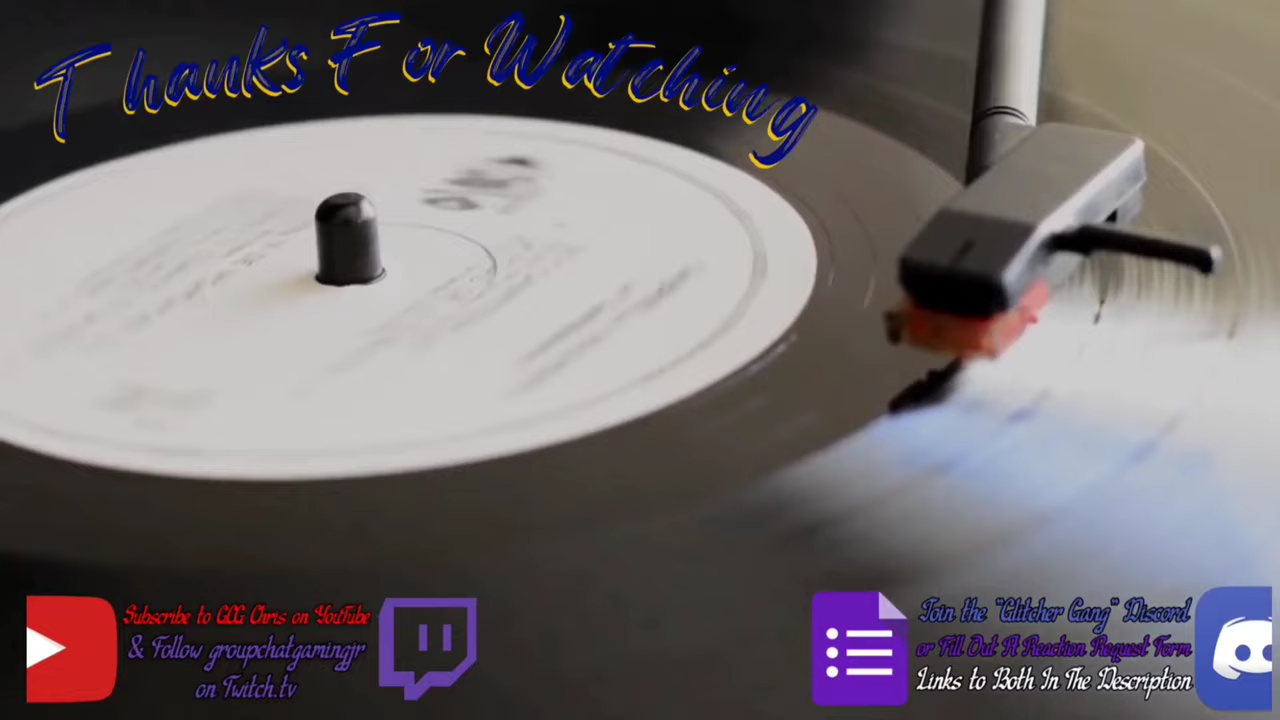 Thanks For Watching
Subscribe to GCG Chris on YouTube
& Follow groupchatgamingjr
on Twitch.tv
Join the "Glitcher Gang" Discord
or Fill Out A Reaction Request Form
Links to Both In The Description